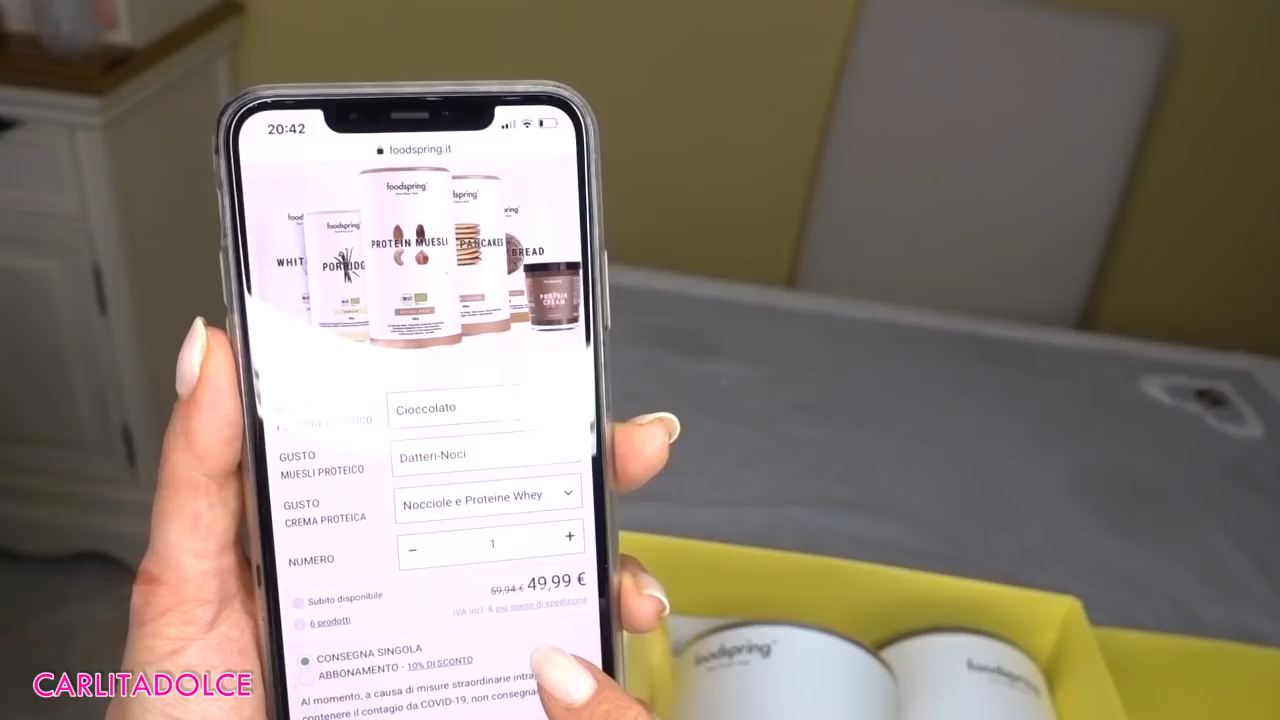 20:42
foodspring.it
foodspring
foodspring
foodspring
PROTEIN MUESLI
PANCAKES
BREAD
foodspring
PROTEIN
CREAM
Cioccolato
GUSTO
MUESLI PROTEICO
Datteri-Noci
GUSTO
CREMA PROTEICA
Nocciole e Proteine Whey
NUMERO
− 1 +
59,94 € 49,99 €
IVA incl. & più spese di spedizione
Subito disponibile
6 prodotti
CONSEGNA SINGOLA
ABBONAMENTO - 10% DI SCONTO
Al momento, a causa di misure straordinarie
contenere il contagio da COVID-19, non
foodspring
foodspring
CARLITADOLCE